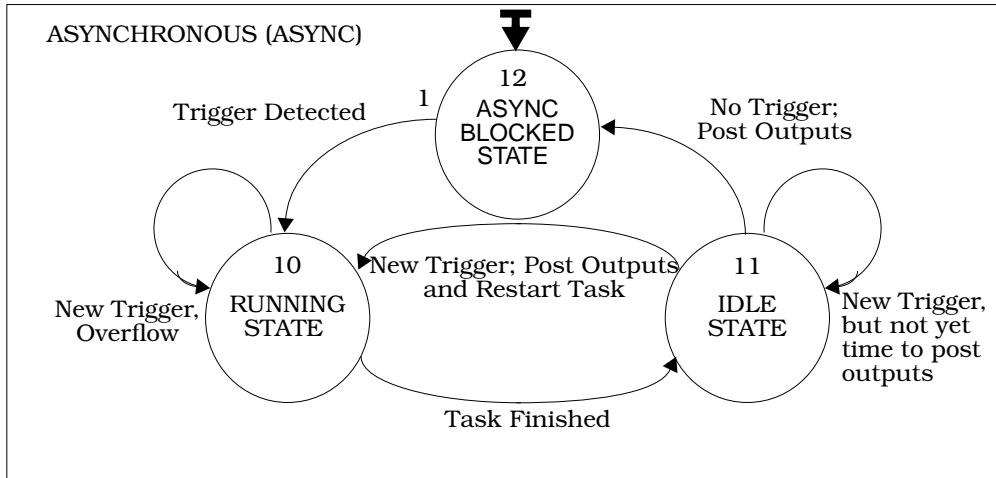 ASYNCHRONOUS (ASYNC)
12
ASYNC
BLOCKED
STATE
1
Trigger Detected
No Trigger;
Post Outputs
New Trigger; Post Outputs
and Restart Task
10
RUNNING
STATE
11
IDLE
STATE
New Trigger,
Overflow
New Trigger,
but not yet
time to post
outputs
Task Finished